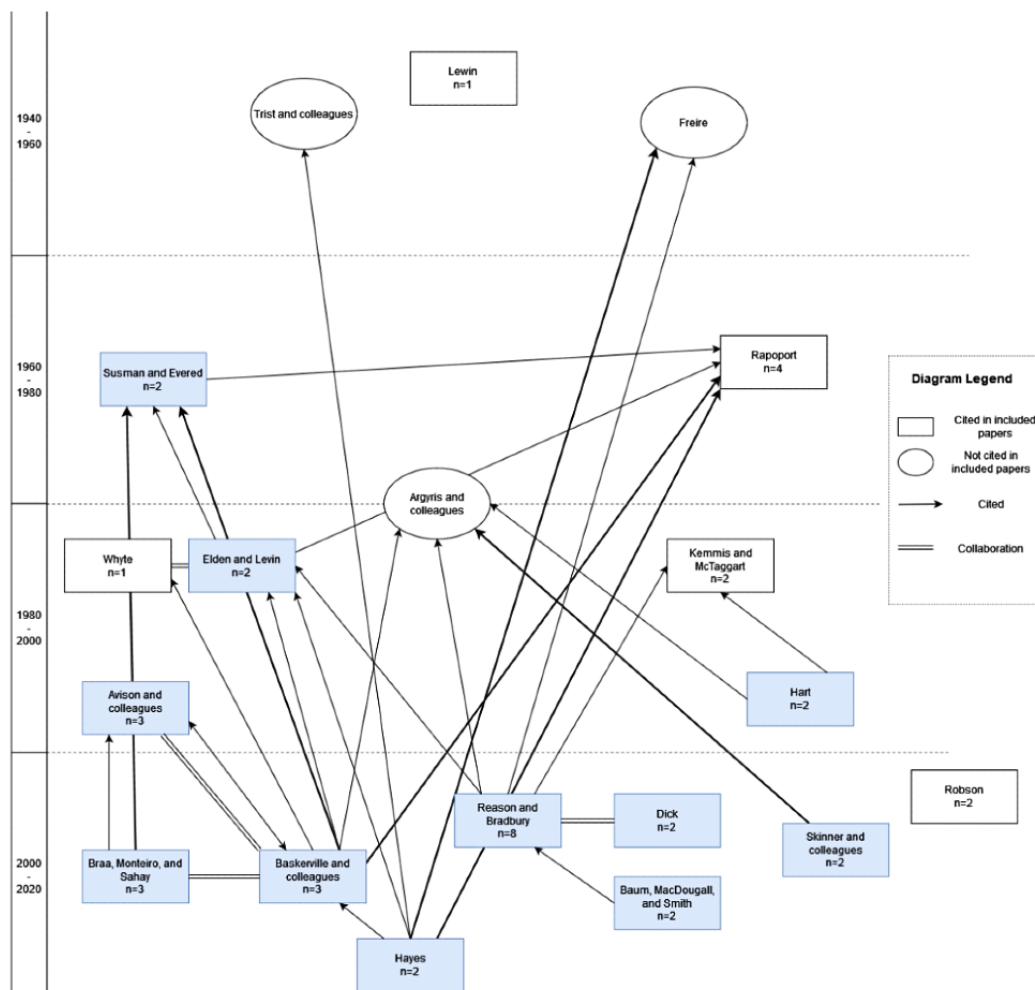 Lewin
n=1
Trist and colleagues
Freire
1940
-
1960
Rapoport
n=4
Susman and Evered
n=2
1960
-
1980
Diagram Legend
Cited in included
papers
Not cited in
included papers
Cited
Collaboration
Argyris and
colleagues
Whyte
n=1
Elden and Levin
n=2
Kemmis and
McTaggart
n=2
1980
-
2000
Hart
n=2
Avison and
colleagues
n=3
Robson
n=2
Reason and
Bradbury
n=8
Dick
n=2
Skinner and
colleagues
n=2
Braa, Monteiro, and
Sahay
n=3
Baskerville and
colleagues
n=3
2000
-
2020
Baum, MacDougall,
and Smith
n=2
Hayes
n=2